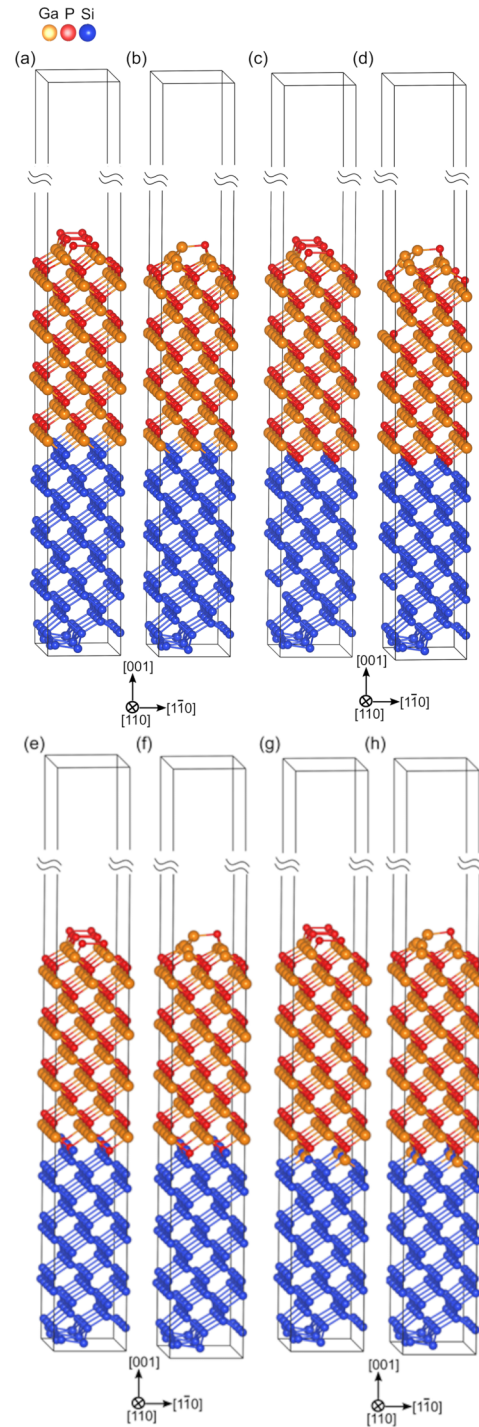 Ga P Si
(a) (b) (c) (d)
[001] [001]
[11̄0] [11̄0]
[110] [110]
(e) (f) (g) (h)
[001] [001]
[11̄0] [11̄0]
[110] [110]